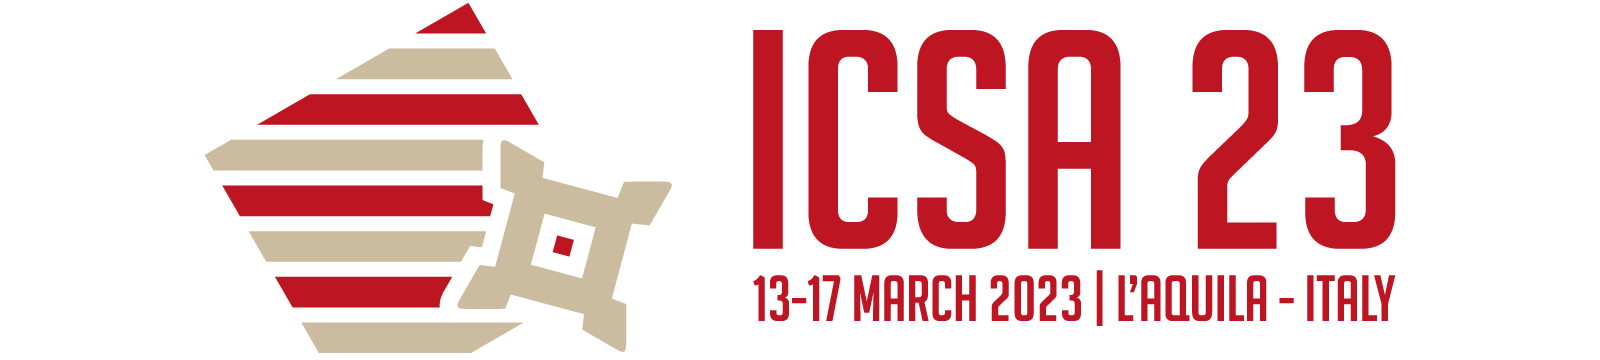 ICSA 23
13-17 MARCH 2023 | L'AQUILA - ITALY